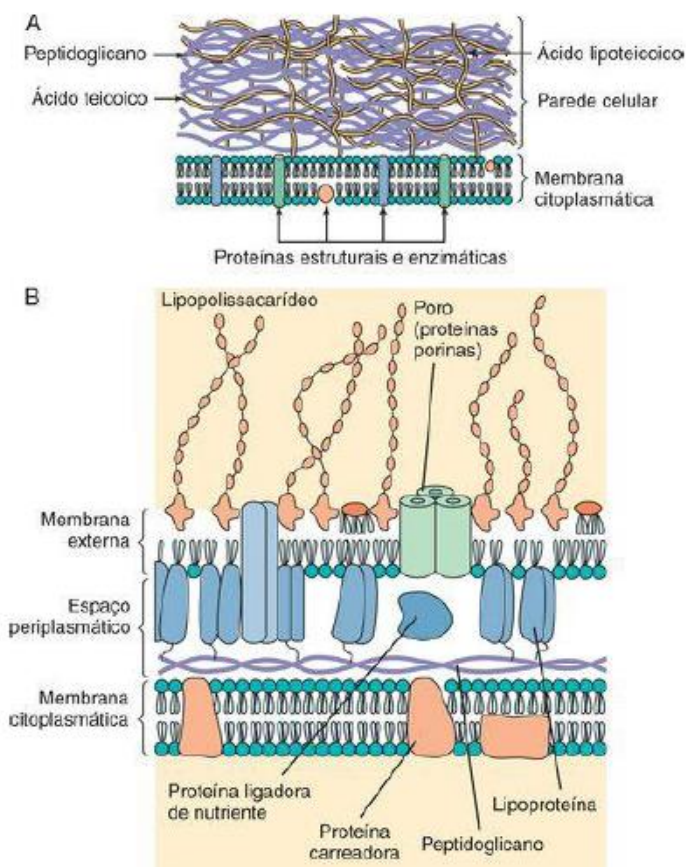 A
Peptidoglicano
Ácido lipoteicoico
Ácido teicoico
Parede celular
Membrana
citoplasmática
Proteínas estruturais e enzimáticas
B
Lipopolissacarídeo
Poro
(proteínas
porinas)
Membrana
externa
Espaço
periplasmático
Membrana
citoplasmática
Proteína ligadora
de nutriente
Proteína
carreadora
Peptidoglicano
Lipoproteína